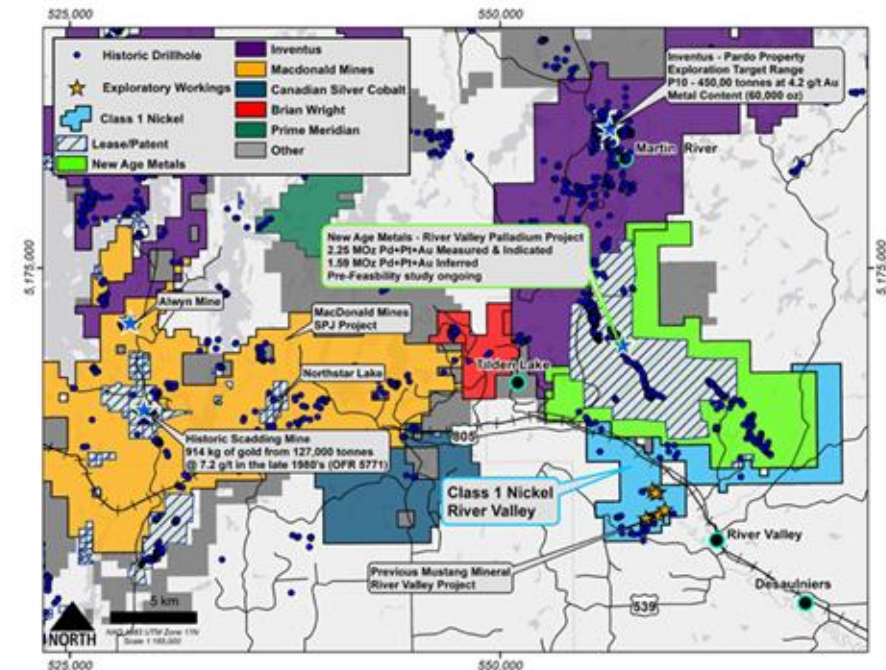 525,000
550,000
Historic Drillhole
Exploratory Workings
Class 1 Nickel
Lease/Patent
New Age Metals
Inventus
Macdonald Mines
Canadian Silver Cobalt
Brian Wright
Prime Meridian
Other
Inventus - Pardo Property
Exploration Target Range
P10 - 450,00 tonnes at 4.2 g/t Au
Metal Content (60,000 oz)
Martin River
New Age Metals - River Valley Palladium Project
2.25 MOz Pd+Pt+Au Measured & Indicated
1.59 MOz Pd+Pt+Au Inferred
Pre-Feasbility study ongoing
5,175,000
5,175,000
Alwyn Mine
MacDonald Mines
SPJ Project
Northstar Lake
Tilden Lake
805
Historic Scadding Mine
914 kg of gold from 127,000 tonnes
@ 7.2 g/t in the late 1980's (OFR 5771)
Class 1 Nickel
River Valley
River Valley
Previous Mustang Mineral
River Valley Project
Desaulniers
539
5 km
NORTH
UTM Zone
Scale
525,000
550,000